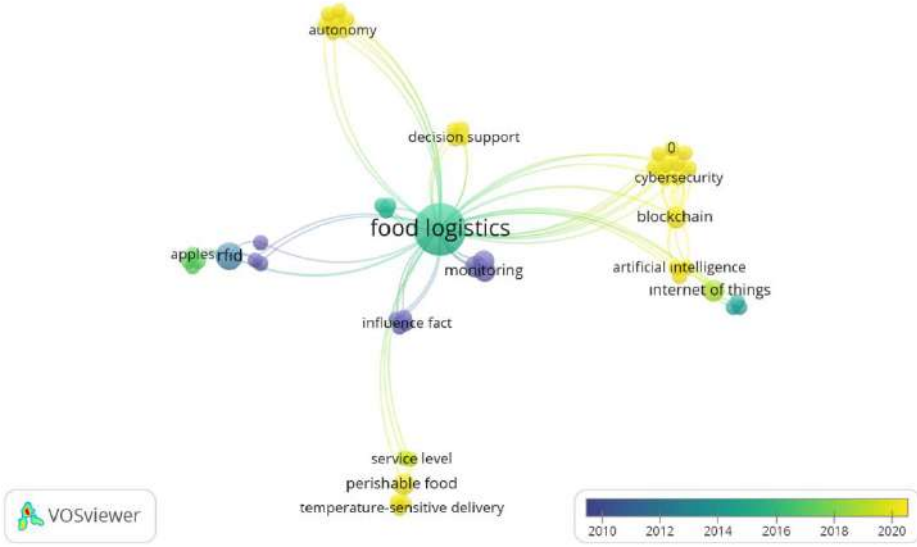 autonomy
decision support
0
cybersecurity
blockchain
food logistics
apples
rfid
monitoring
artificial intelligence
internet of things
influence fact
service level
perishable food
temperature-sensitive delivery
VOSviewer
2010 2012 2014 2016 2018 2020